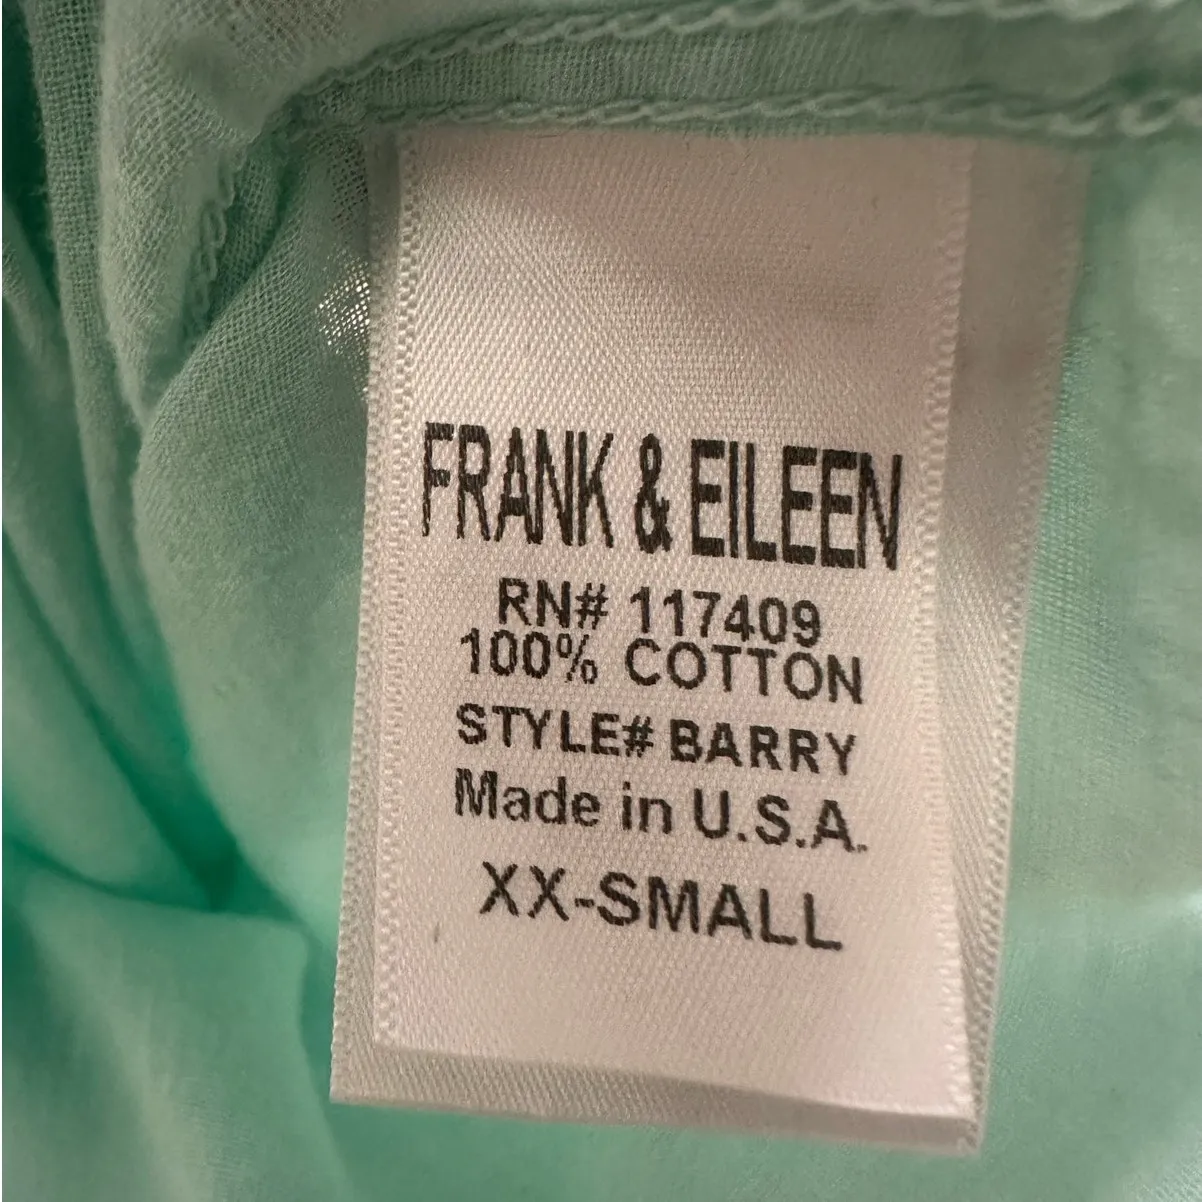 FRANK & EILEEN
RN# 117409
100% COTTON
STYLE# BARRY
Made in U.S.A.
XX-SMALL